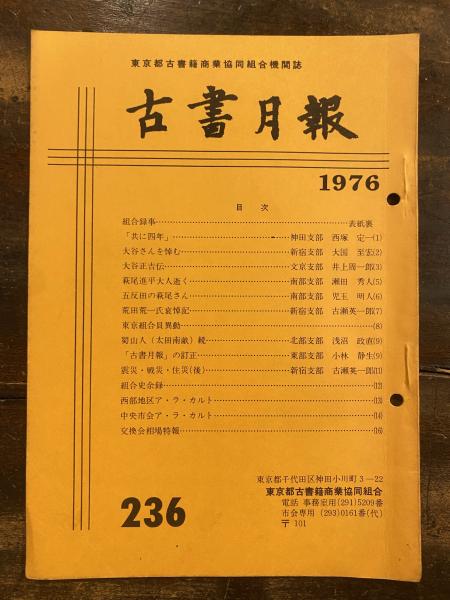 東京都古書籍商業協同組合機関誌
古書月報
1976
目 次
組合録事…表紙裏
「共に四年」…神田支部 西塚 定一(1)
大谷さんを悼む…新宿支部 大国 至宏(2)
大谷正吉伝…文京支部 井上周一郎(3)
萩尾進平大人逝く…南部支部 瀬田 秀人(5)
五反田の萩尾さん…南部支部 児玉 明人(6)
荒田荒一氏哀悼記…新宿支部 古瀬英一郎(7)
東京組合員異動…(8)
蜀山人(太田南畝)続…北部支部 浅沼 政直(9)
「古書月報」の訂正…東部支部 小林 静生(9)
震災・戦災・住災(後)…新宿支部 古瀬英一郎(11)
組合史余録…(12)
西部地区ア・ラ・カルト…(13)
中央市会ア・ラ・カルト…(14)
交換会相場特報…(16)
236
東京都千代田区神田小川町3―22
東京都古書籍商業協同組合
電話 事務室用(291)5209番
市会専用 (293)0161番(代)
〒101